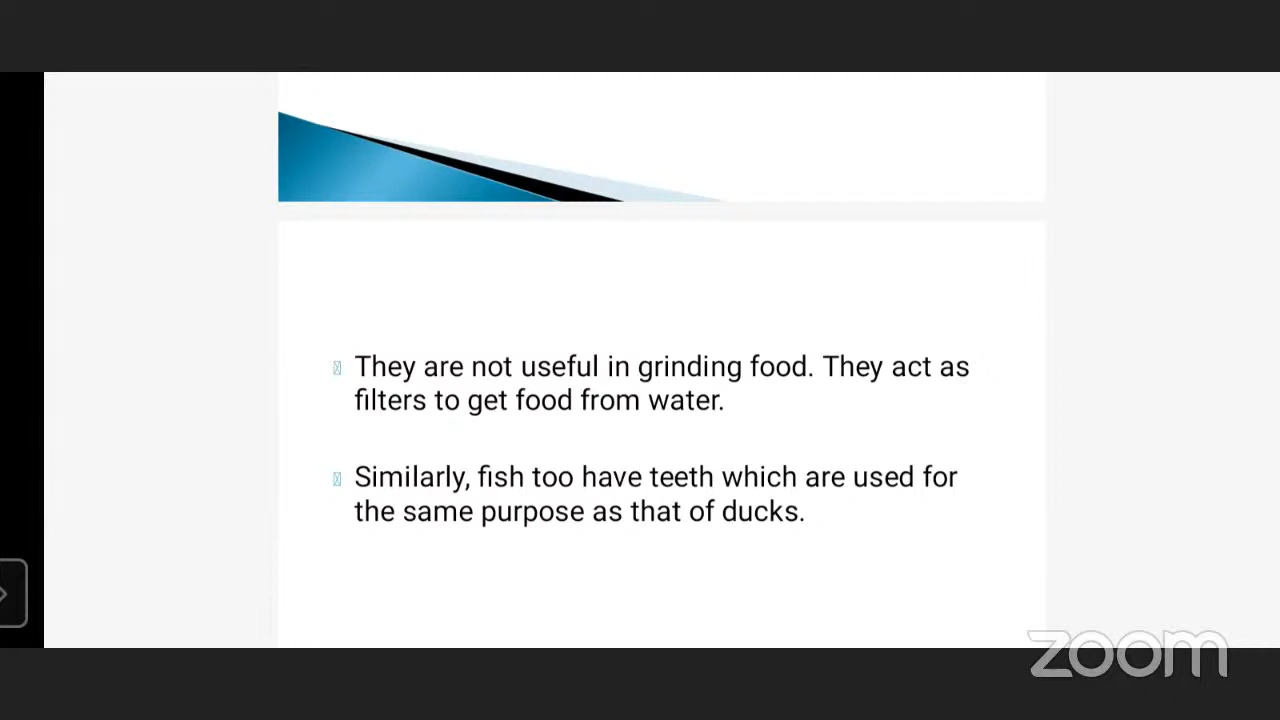 They are not useful in grinding food. They act as
filters to get food from water.
Similarly, fish too have teeth which are used for
the same purpose as that of ducks.
zoom